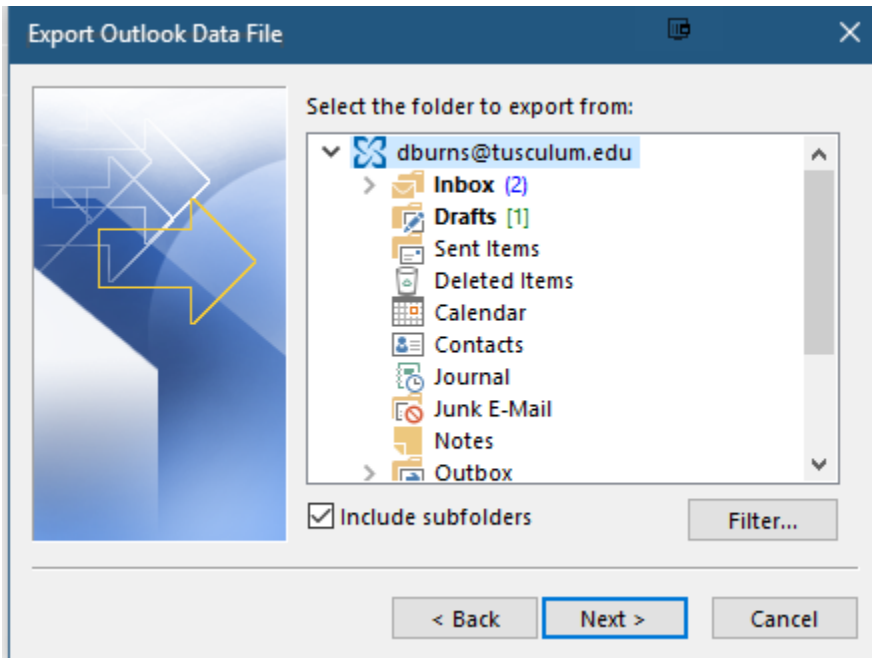 Export Outlook Data File
Select the folder to export from:
dburns@tusculum.edu
Inbox (2)
Drafts [1]
Sent Items
Deleted Items
Calendar
Contacts
Journal
Junk E-Mail
Notes
Outbox
Include subfolders
Filter...
< Back
Next >
Cancel